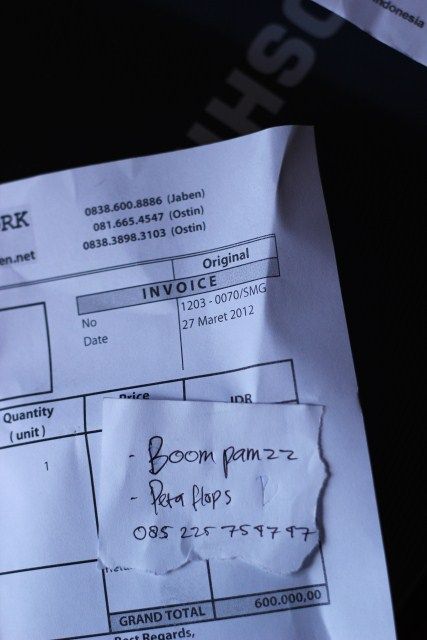 ndonesia
HSC
RK
en.net
0838.600.8886 (Jaben)
081.665.4547 (Ostin)
0838.3898.3103 (Ostin)
Original
INVOICE
No 1203 - 0070/SMG
Date 27 Maret 2012
Quantity
(unit)
Price
IDR
1
- Boom pamzz
- Peta flops
085 225 759797
GRAND TOTAL 600.000,00
Best Regards,